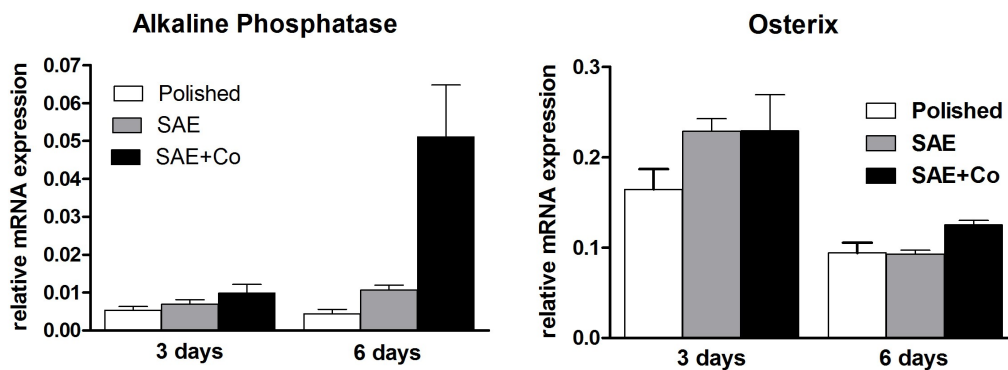 Alkaline Phosphatase
relative mRNA expression
0.07
0.06
0.05
0.04
0.03
0.02
0.01
0.00
Polished
SAE
SAE+Co
3 days 6 days
Osterix
relative mRNA expression
0.3
0.2
0.1
0.0
Polished
SAE
SAE+Co
3 days 6 days